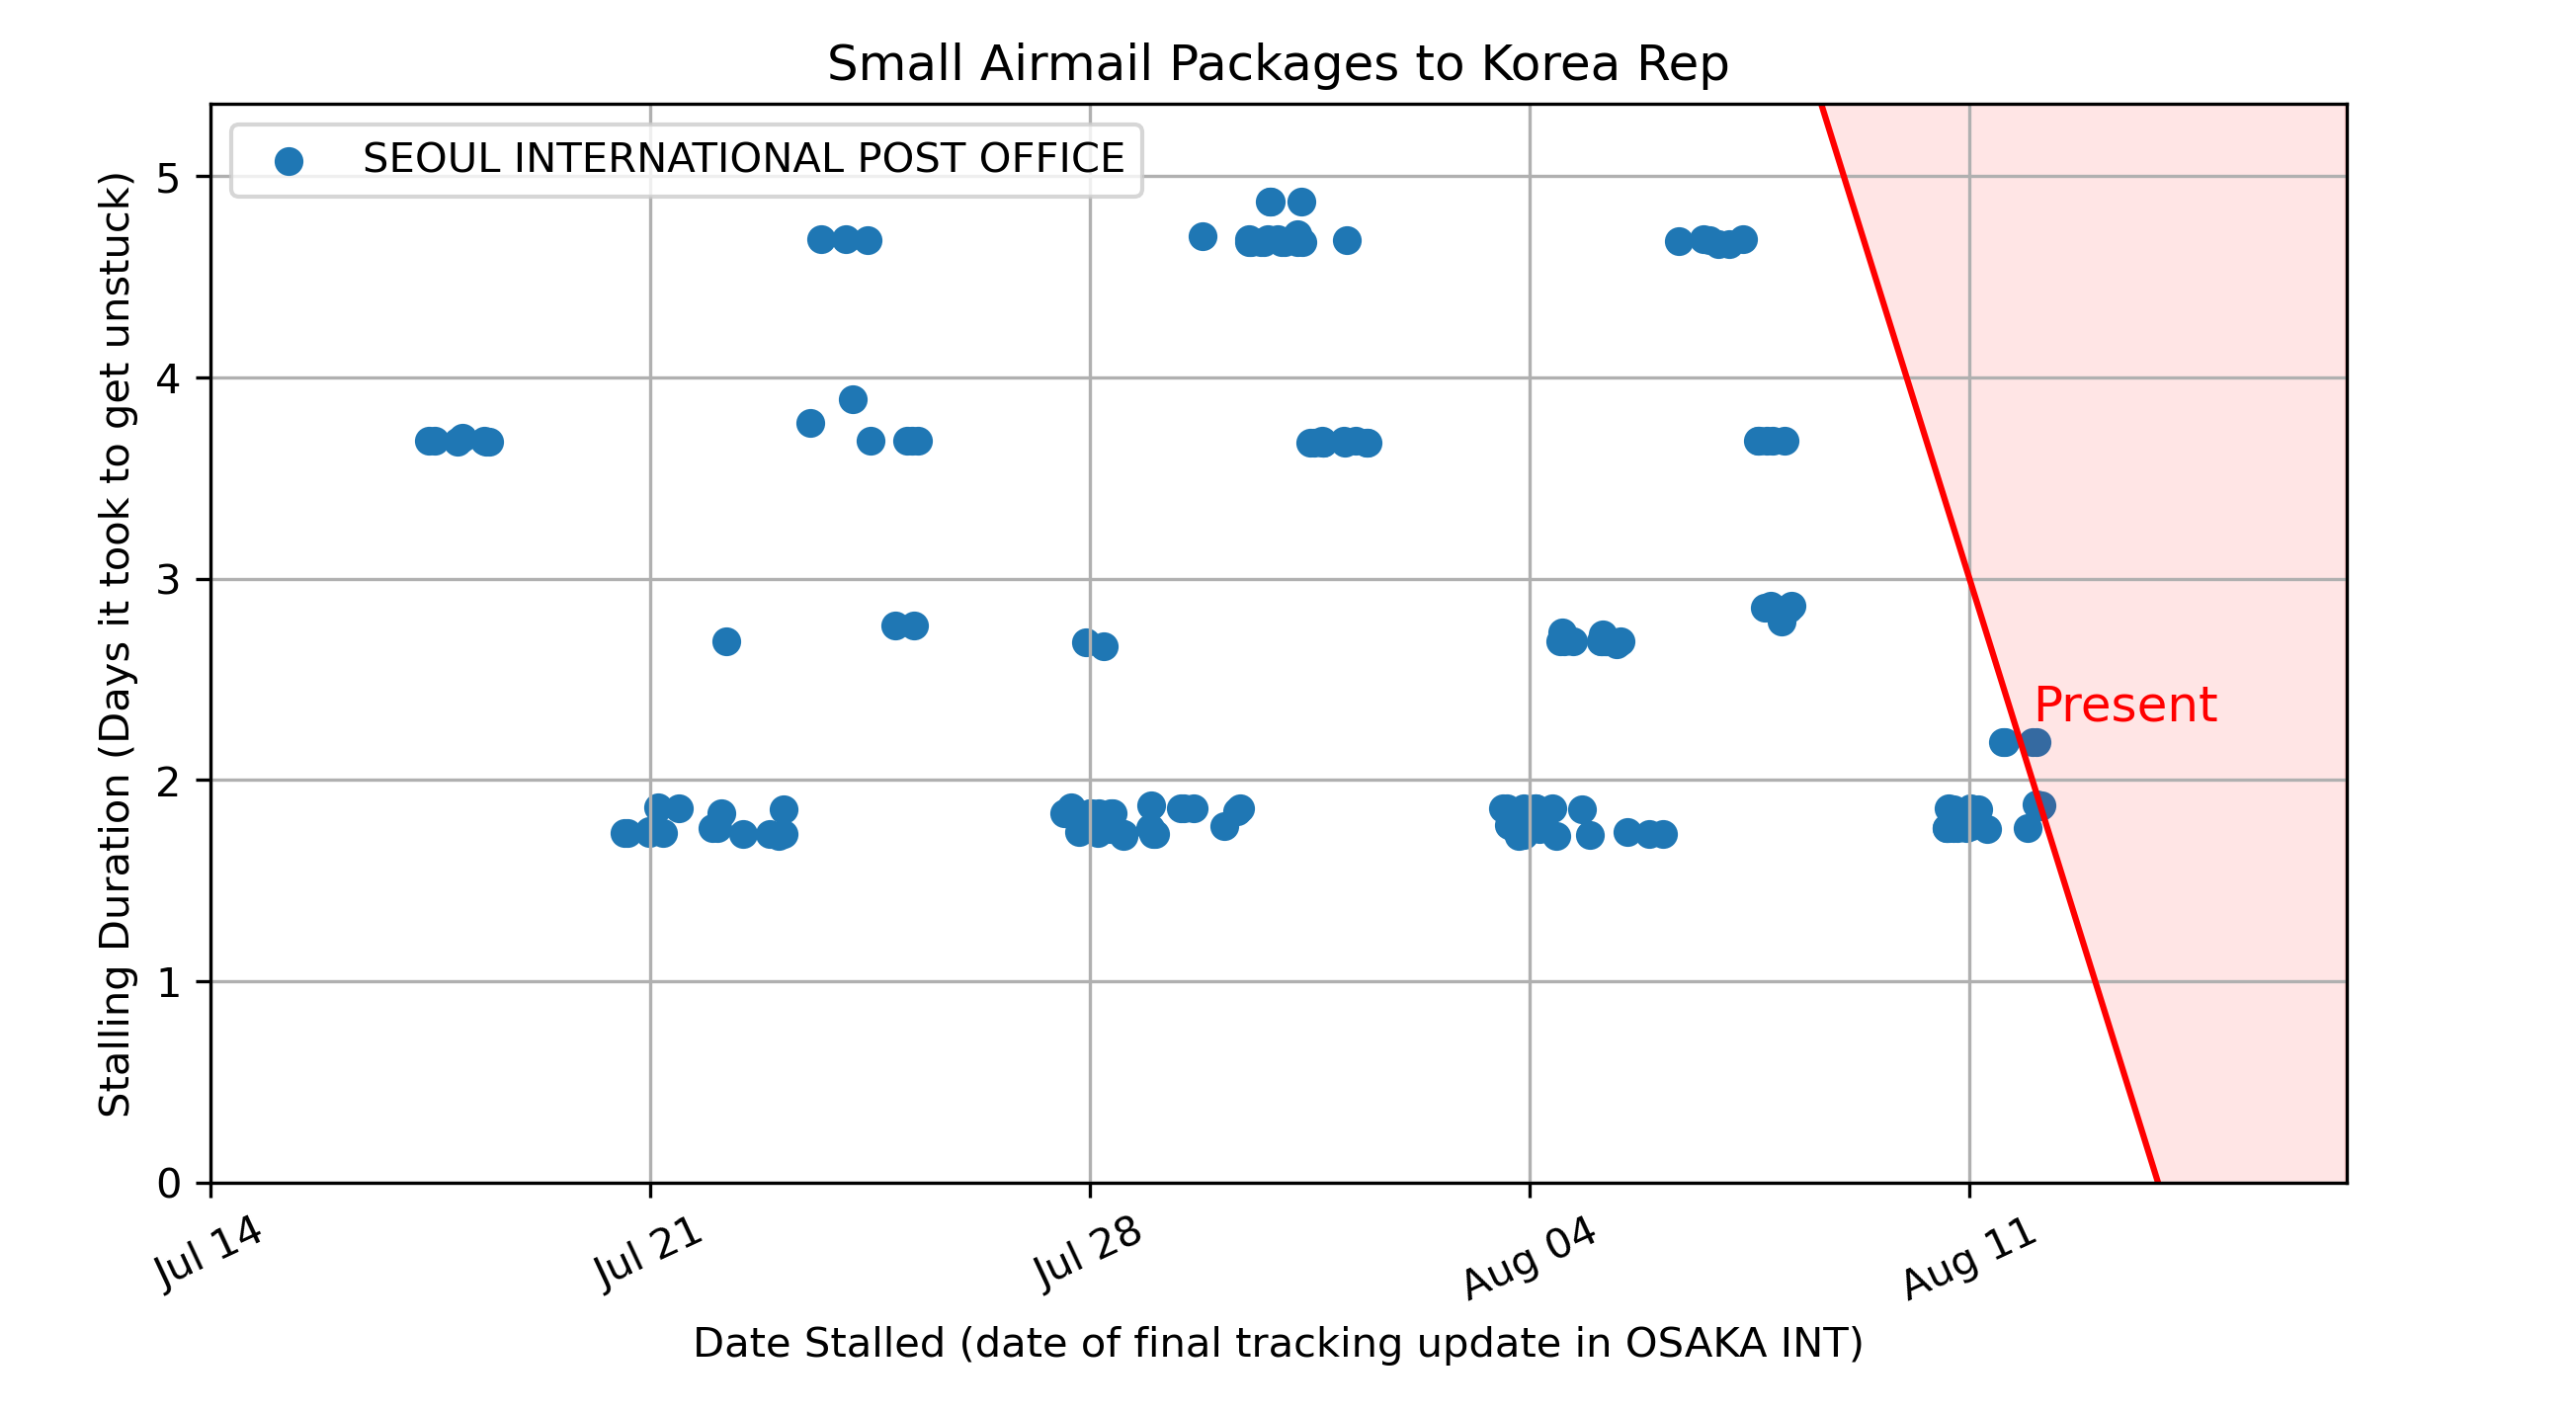 Small Airmail Packages to Korea Rep
SEOUL INTERNATIONAL POST OFFICE
Stalling Duration (Days it took to get unstuck)
5
4
3
2
1
0
Present
Jul 14
Jul 21
Jul 28
Aug 04
Aug 11
Date Stalled (date of final tracking update in OSAKA INT)